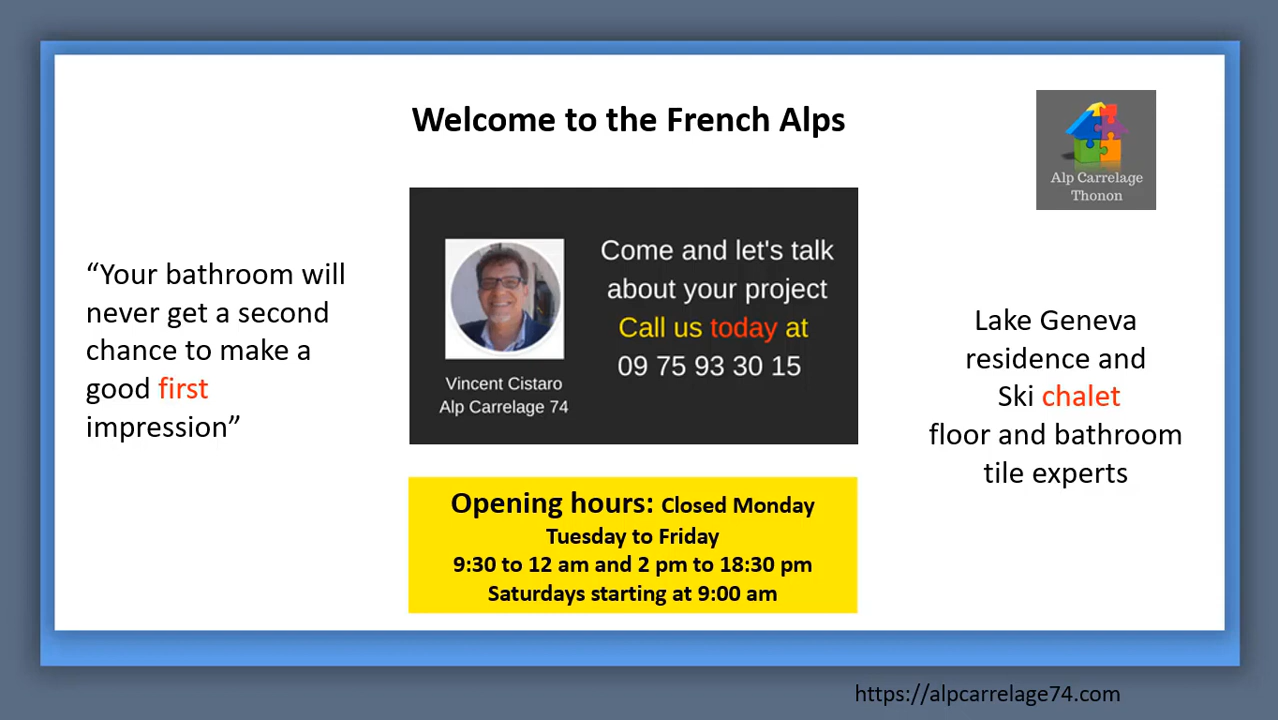 Welcome to the French Alps
Alp Carrelage
Thonon
“Your bathroom will
never get a second
chance to make a
good first
impression”
Come and let's talk
about your project
Call us today at
09 75 93 30 15
Vincent Cistaro
Alp Carrelage 74
Lake Geneva
residence and
Ski chalet
floor and bathroom
tile experts
Opening hours: Closed Monday
Tuesday to Friday
9:30 to 12 am and 2 pm to 18:30 pm
Saturdays starting at 9:00 am
https://alpcarrelage74.com